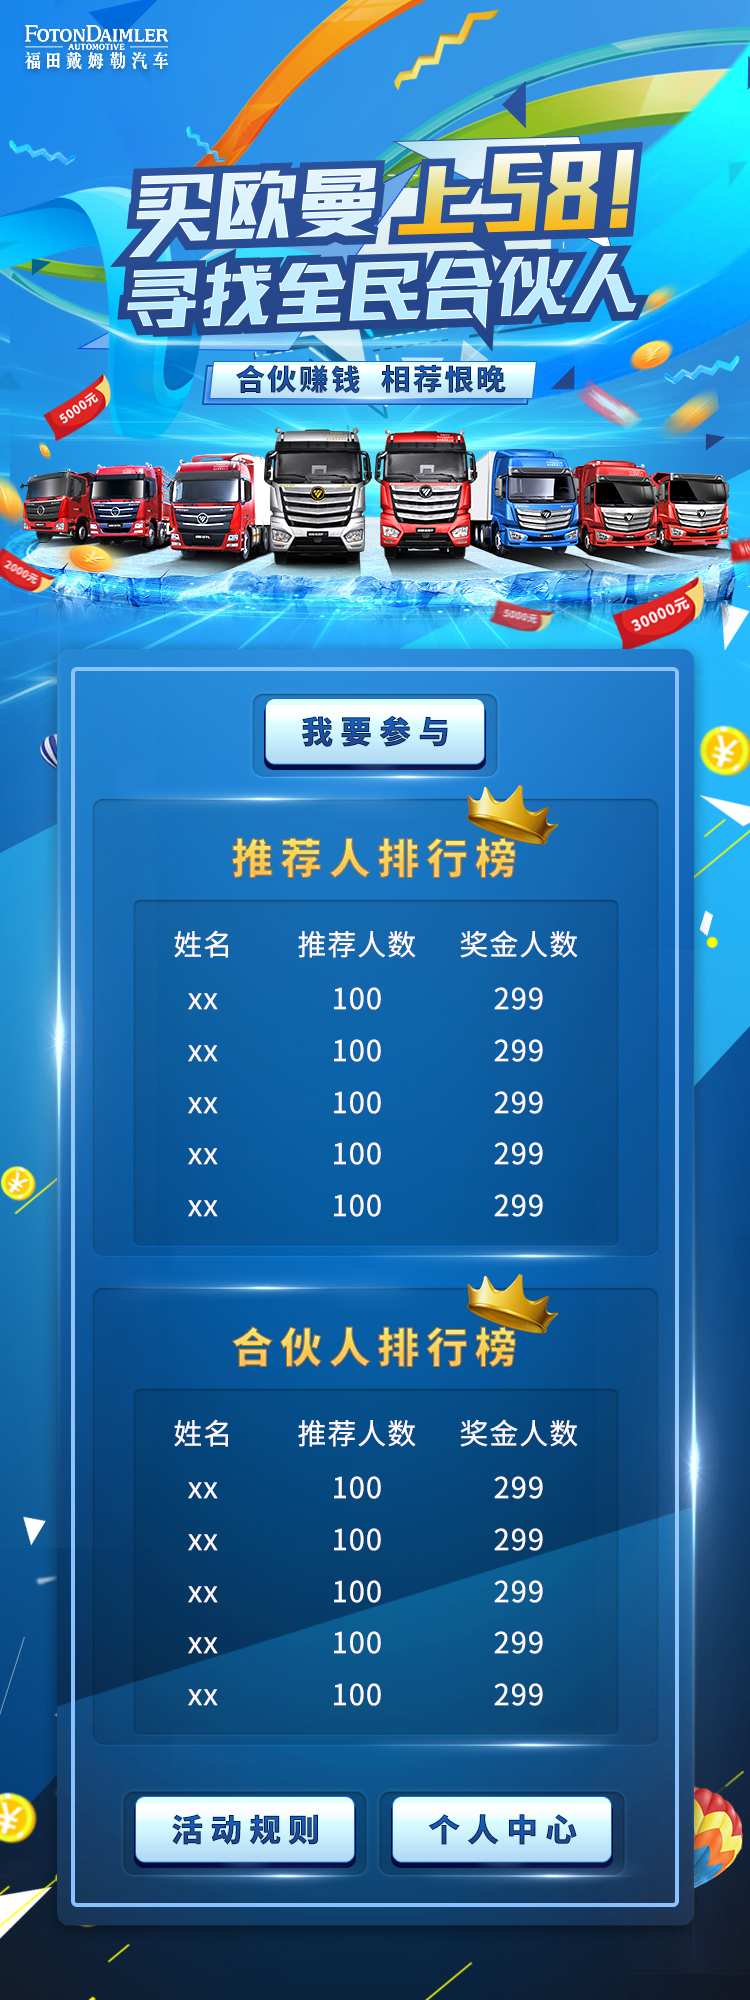 FOTONDAIMLER
AUTOMOTIVE
福田戴姆勒汽车
买欧曼上58!
寻找全民合伙人
合伙赚钱 相荐恨晚
5000元
2000元
5000元
30000元
我要参与
推荐人排行榜
姓名 推荐人数 奖金人数
xx 100 299
xx 100 299
xx 100 299
xx 100 299
xx 100 299
合伙人排行榜
姓名 推荐人数 奖金人数
xx 100 299
xx 100 299
xx 100 299
xx 100 299
xx 100 299
活动规则 个人中心